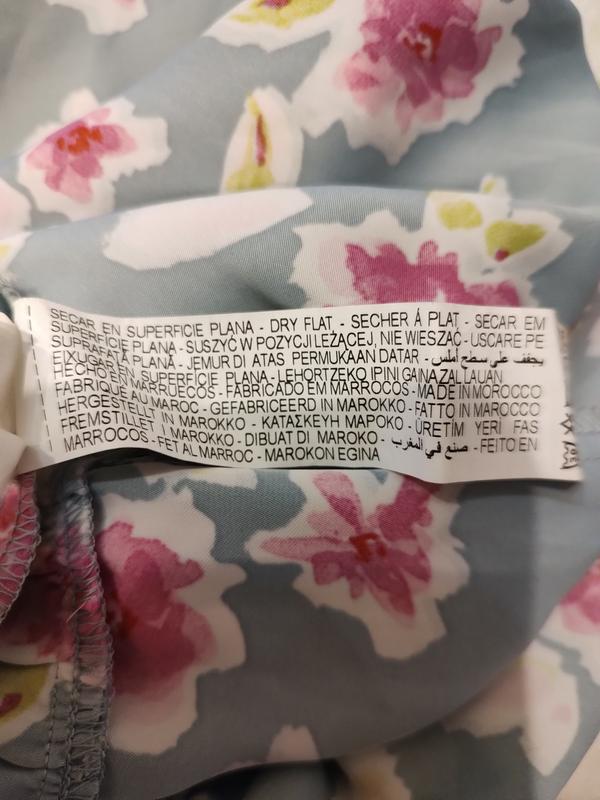 SECAR EN SUPERFICIE PLANA - DRY FLAT - SECHER Á PLAT - SECAR EM
SUPERFÍCIE PLANA - SUSZYĆ W POZYCJI LEŻĄCEJ, NIE WIESZAĆ - USCARE PE
SUPRAFAŢĂ PLANĂ - JEMUR DI ATAS PERMUKAAN DATAR - يجفف على سطح أملس -
EIXUGAR EN SUPERFÍCIE PLANA - LEHORTZEKO IPINI GAINAZAL LAUAN
HECHO EN MARRUECOS - FABRICADO EM MARROCOS - MADE IN MOROCCO
FABRIQUE AU MAROC - GEFABRICEERD IN MAROKKO - FATTO IN MAROCCO
HERGESTELLT IN MAROKKO - ΚΑΤΑΣΚΕΥΗ ΜΑΡΟΚΟ - ÜRETİM YERİ FAS
FREMSTILLET I MAROKKO - DIBUAT DI MAROKO - صنع في المغرب - FEITO EN
MARROCOS - FET AL MARROC - MAROKON EGINA